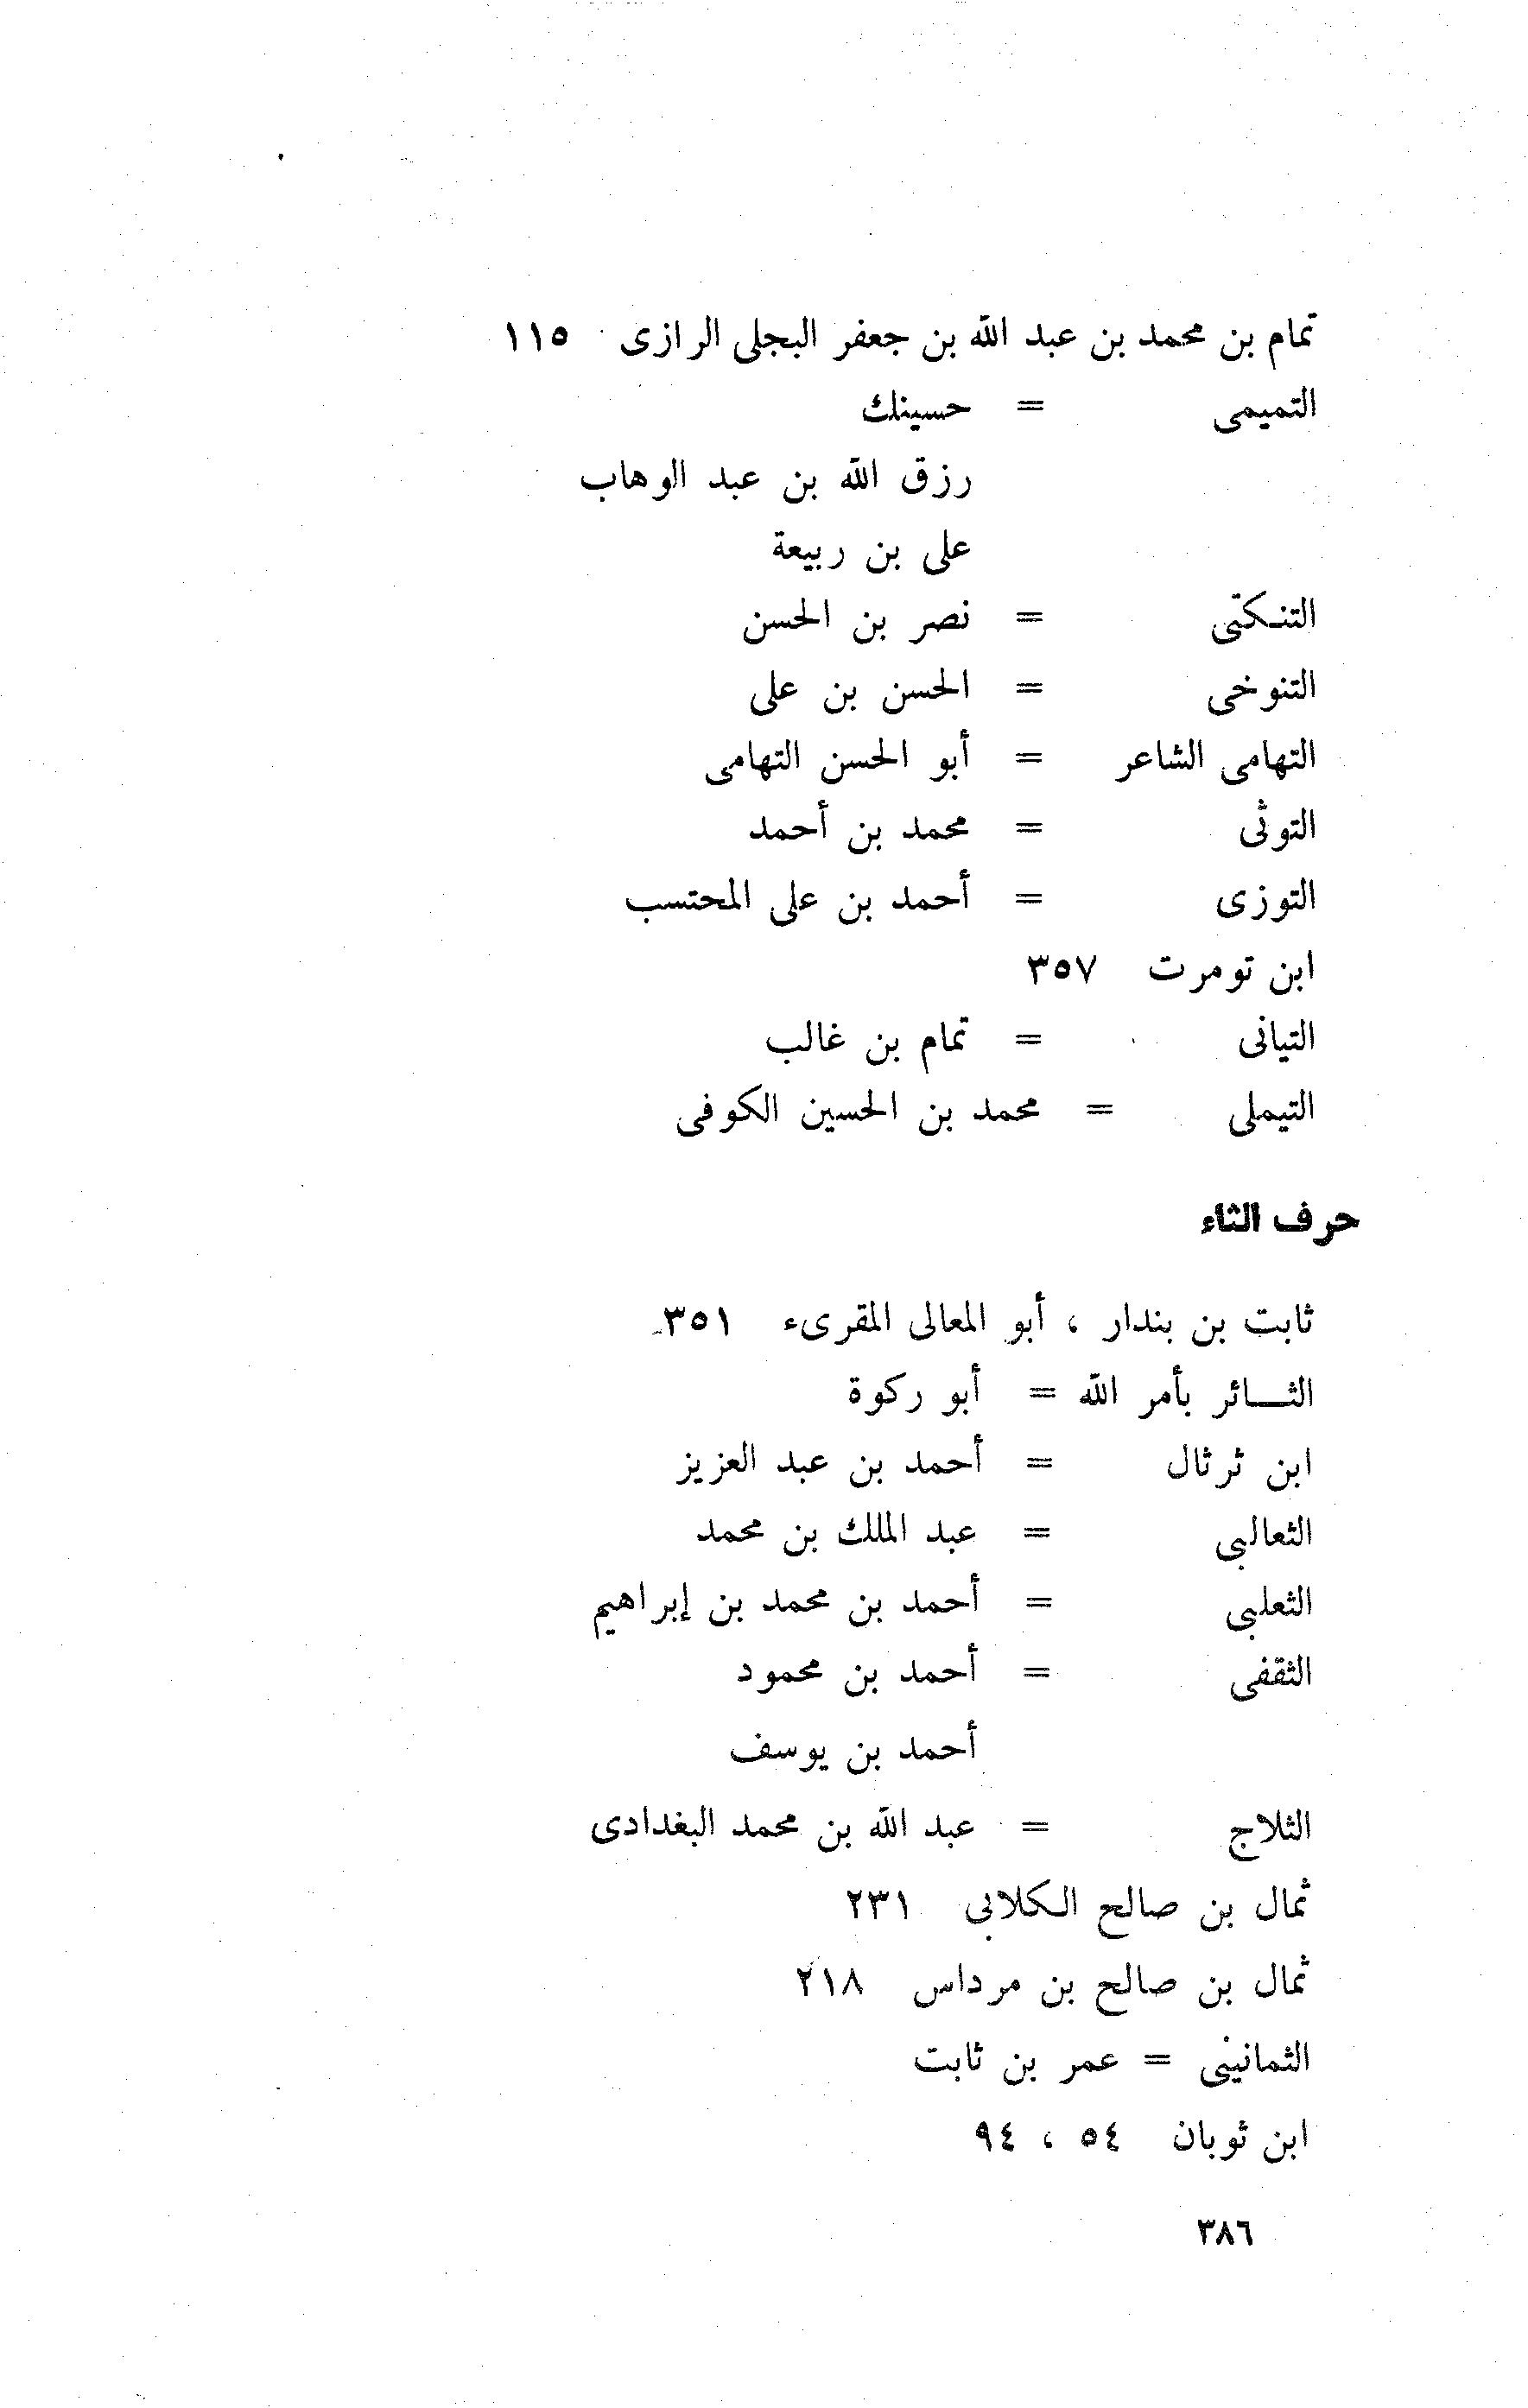 تمام بن محمد بن عبد الله بن جعفر البجلى الرازى ١١٥
التميمى = حسينك
رزق الله بن عبد الوهاب
على بن ربيعة
التنكتى = نصر بن الحسن
التنوخى = الحسن بن على
التهامى الشاعر = أبو الحسن التهامى
التوثى = محمد بن أحمد
التوزى = أحمد بن على المحتسب
ابن تومرت ٣٥٧
التيانى = تمام بن غالب
التيملى = محمد بن الحسين الكوفى
حرف الثاء
ثابت بن بندار ، أبو المعالى المقرىء ٣٥١
الثـــائر بأمر الله = أبو ركوة
ابن ثرثال = أحمد بن عبد العزيز
الثعالبى = عبد الملك بن محمد
الثعلبى = أحمد بن محمد بن إبراهيم
الثقفى = أحمد بن محمود
أحمد بن يوسف
الثلاج = عبد الله بن محمد البغدادى
ثمال بن صالح الكلابى ٢٣١
ثمال بن صالح بن مرداس ٢١٨
الثمانينى = عمر بن ثابت
ابن ثوبان ٥٤ ، ٩٤
٣٨٦